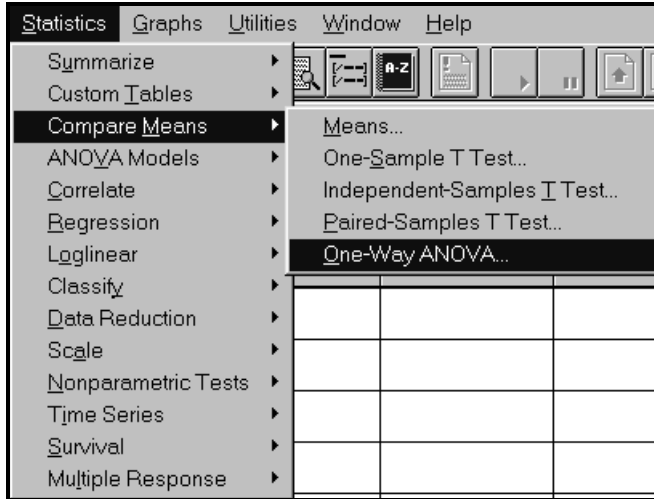 Statistics Graphs Utilities Window Help
Summarize
A-Z
Custom Tables
Compare Means
Means...
ANOVA Models
One-Sample T Test...
Correlate
Independent-Samples T Test...
Regression
Paired-Samples T Test...
Loglinear
One-Way ANOVA...
Classify
Data Reduction
Scale
Nonparametric Tests
Time Series
Survival
Multiple Response